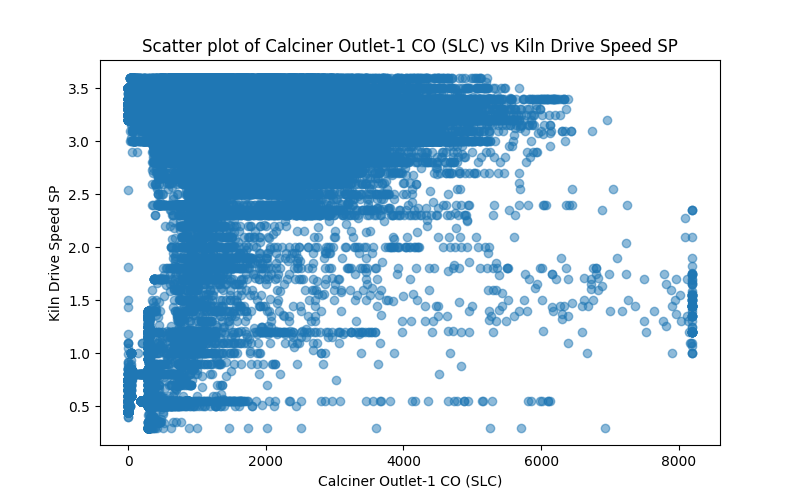 Scatter plot of Calciner Outlet-1 CO (SLC) vs Kiln Drive Speed SP
Kiln Drive Speed SP
3.5
3.0
2.5
2.0
1.5
1.0
0.5
0 2000 4000 6000 8000
Calciner Outlet-1 CO (SLC)